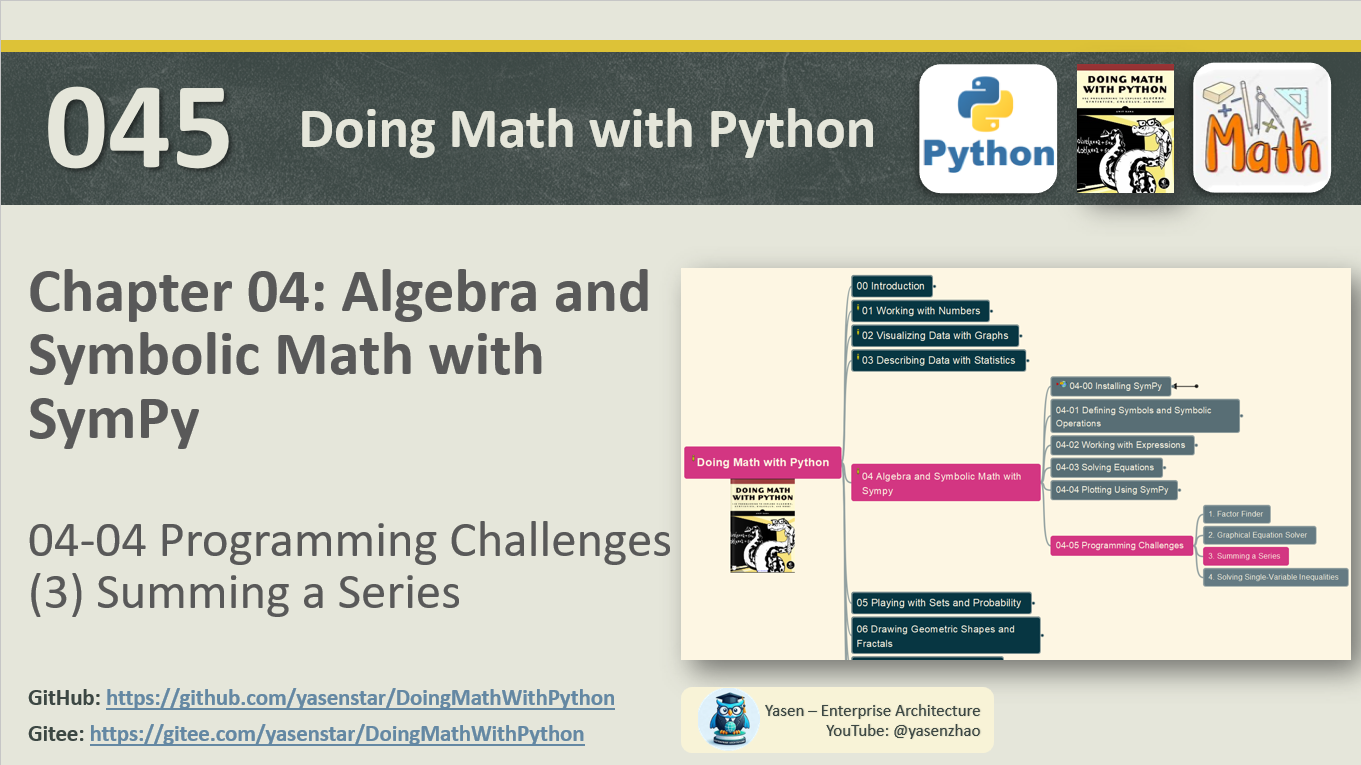 045
Doing Math with Python
Python
DOING MATH
WITH PYTHON
Math
Chapter 04: Algebra and
Symbolic Math with
SymPy
04-04 Programming Challenges
(3) Summing a Series
GitHub: https://github.com/yasenstar/DoingMathWithPython
Gitee: https://gitee.com/yasenstar/DoingMathWithPython
Doing Math with Python
DOING MATH
WITH PYTHON
00 Introduction
01 Working with Numbers
02 Visualizing Data with Graphs
03 Describing Data with Statistics
04 Algebra and Symbolic Math with
Sympy
04-00 Installing SymPy
04-01 Defining Symbols and Symbolic
Operations
04-02 Working with Expressions
04-03 Solving Equations
04-04 Plotting Using SymPy
04-05 Programming Challenges
1. Factor Finder
2. Graphical Equation Solver
3. Summing a Series
4. Solving Single-Variable Inequalities
05 Playing with Sets and Probability
06 Drawing Geometric Shapes and
Fractals
Yasen – Enterprise Architecture
YouTube: @yasenzhao